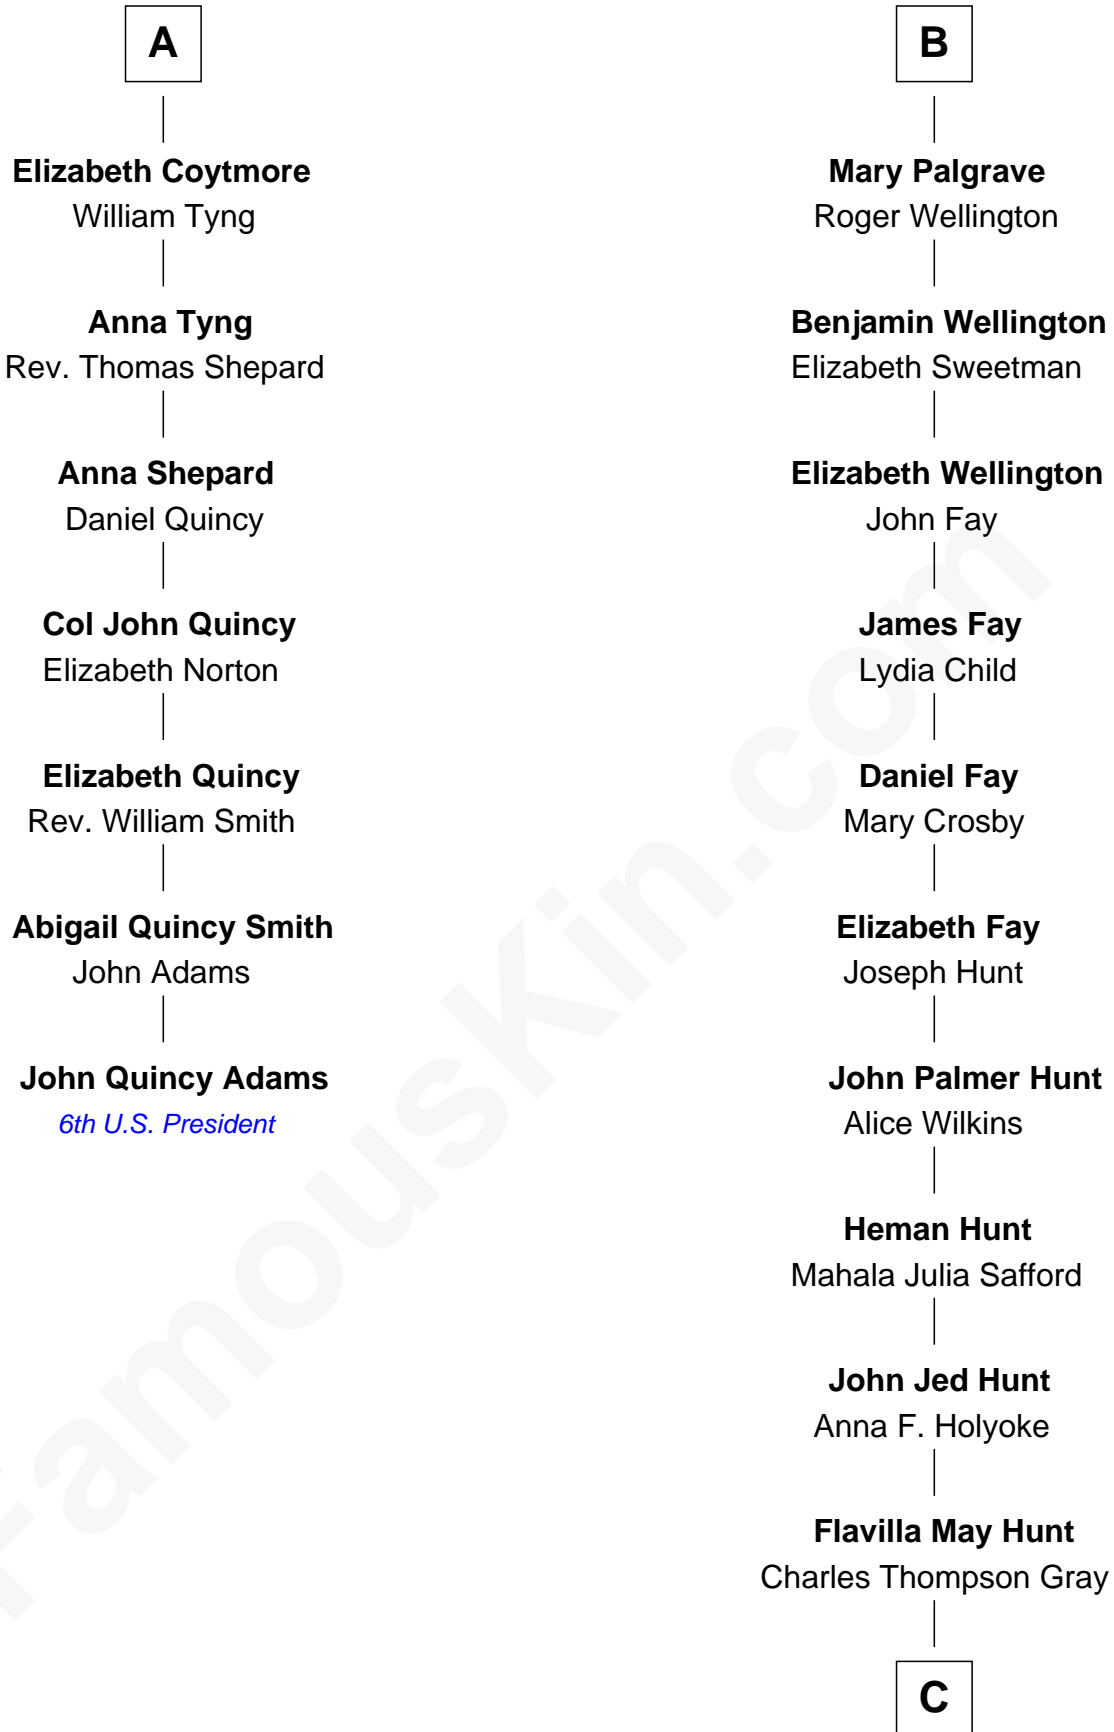 A
Elizabeth Coytmore
William Tyng
Anna Tyng
Rev. Thomas Shepard
Anna Shepard
Daniel Quincy
Col John Quincy
Elizabeth Norton
Elizabeth Quincy
Rev. William Smith
Abigail Quincy Smith
John Adams
John Quincy Adams
6th U.S. President
B
Mary Palgrave
Roger Wellington
Benjamin Wellington
Elizabeth Sweetman
Elizabeth Wellington
John Fay
James Fay
Lydia Child
Daniel Fay
Mary Crosby
Elizabeth Fay
Joseph Hunt
John Palmer Hunt
Alice Wilkins
Heman Hunt
Mahala Julia Safford
John Jed Hunt
Anna F. Holyoke
Flavilla May Hunt
Charles Thompson Gray
C
FamousKin.com